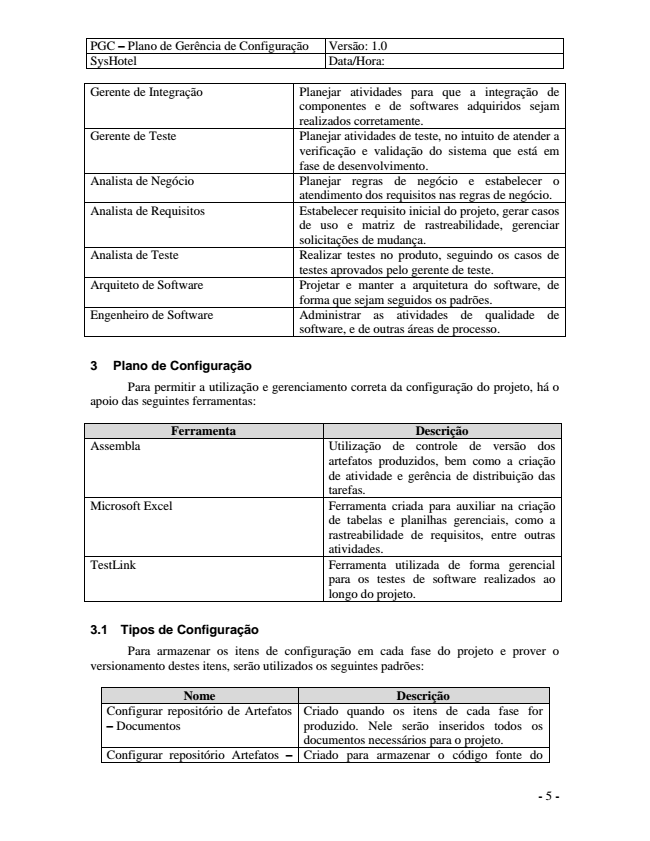 PGC – Plano de Gerência de Configuração Versão: 1.0
SysHotel Data/Hora:
Gerente de Integração Planejar atividades para que a integração de
componentes e de softwares adquiridos sejam
realizados corretamente.
Gerente de Teste Planejar atividades de teste, no intuito de atender a
verificação e validação do sistema que está em
fase de desenvolvimento.
Analista de Negócio Planejar regras de negócio e estabelecer o
atendimento dos requisitos nas regras de negócio.
Analista de Requisitos Estabelecer requisito inicial do projeto, gerar casos
de uso e matriz de rastreabilidade, gerenciar
solicitações de mudança.
Analista de Teste Realizar testes no produto, seguindo os casos de
testes aprovados pelo gerente de teste.
Arquiteto de Software Projetar e manter a arquitetura do software, de
forma que sejam seguidos os padrões.
Engenheiro de Software Administrar as atividades de qualidade de
software, e de outras áreas de processo.
3 Plano de Configuração
Para permitir a utilização e gerenciamento correta da configuração do projeto, há o
apoio das seguintes ferramentas:
Ferramenta Descrição
Assembla Utilização de controle de versão dos
artefatos produzidos, bem como a criação
de atividade e gerência de distribuição das
tarefas.
Microsoft Excel Ferramenta criada para auxiliar na criação
de tabelas e planilhas gerenciais, como a
rastreabilidade de requisitos, entre outras
atividades.
TestLink Ferramenta utilizada de forma gerencial
para os testes de software realizados ao
longo do projeto.
3.1 Tipos de Configuração
Para armazenar os itens de configuração em cada fase do projeto e prover o
versionamento destes itens, serão utilizados os seguintes padrões:
Nome Descrição
Configurar repositório de Artefatos Criado quando os itens de cada fase for
– Documentos produzido. Nele serão inseridos todos os
documentos necessários para o projeto.
Configurar repositório Artefatos – Criado para armazenar o código fonte do
- 5 -